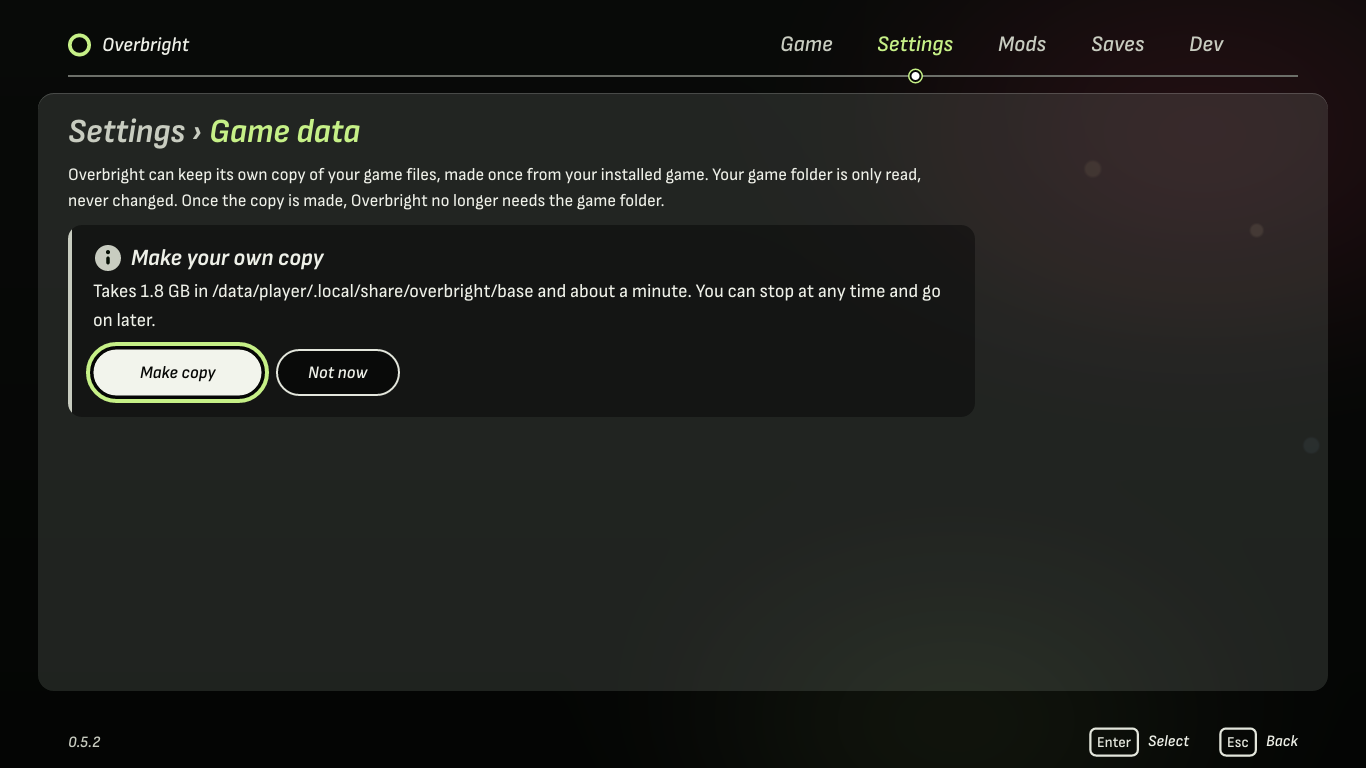 Overbright
Game
Settings
Mods
Saves
Dev
Settings › Game data
Overbright can keep its own copy of your game files, made once from your installed game. Your game folder is only read,
never changed. Once the copy is made, Overbright no longer needs the game folder.
Make your own copy
Takes 1.8 GB in /data/player/.local/share/overbright/base and about a minute. You can stop at any time and go
on later.
Make copy
Not now
0.5.2
Enter Select
Esc Back